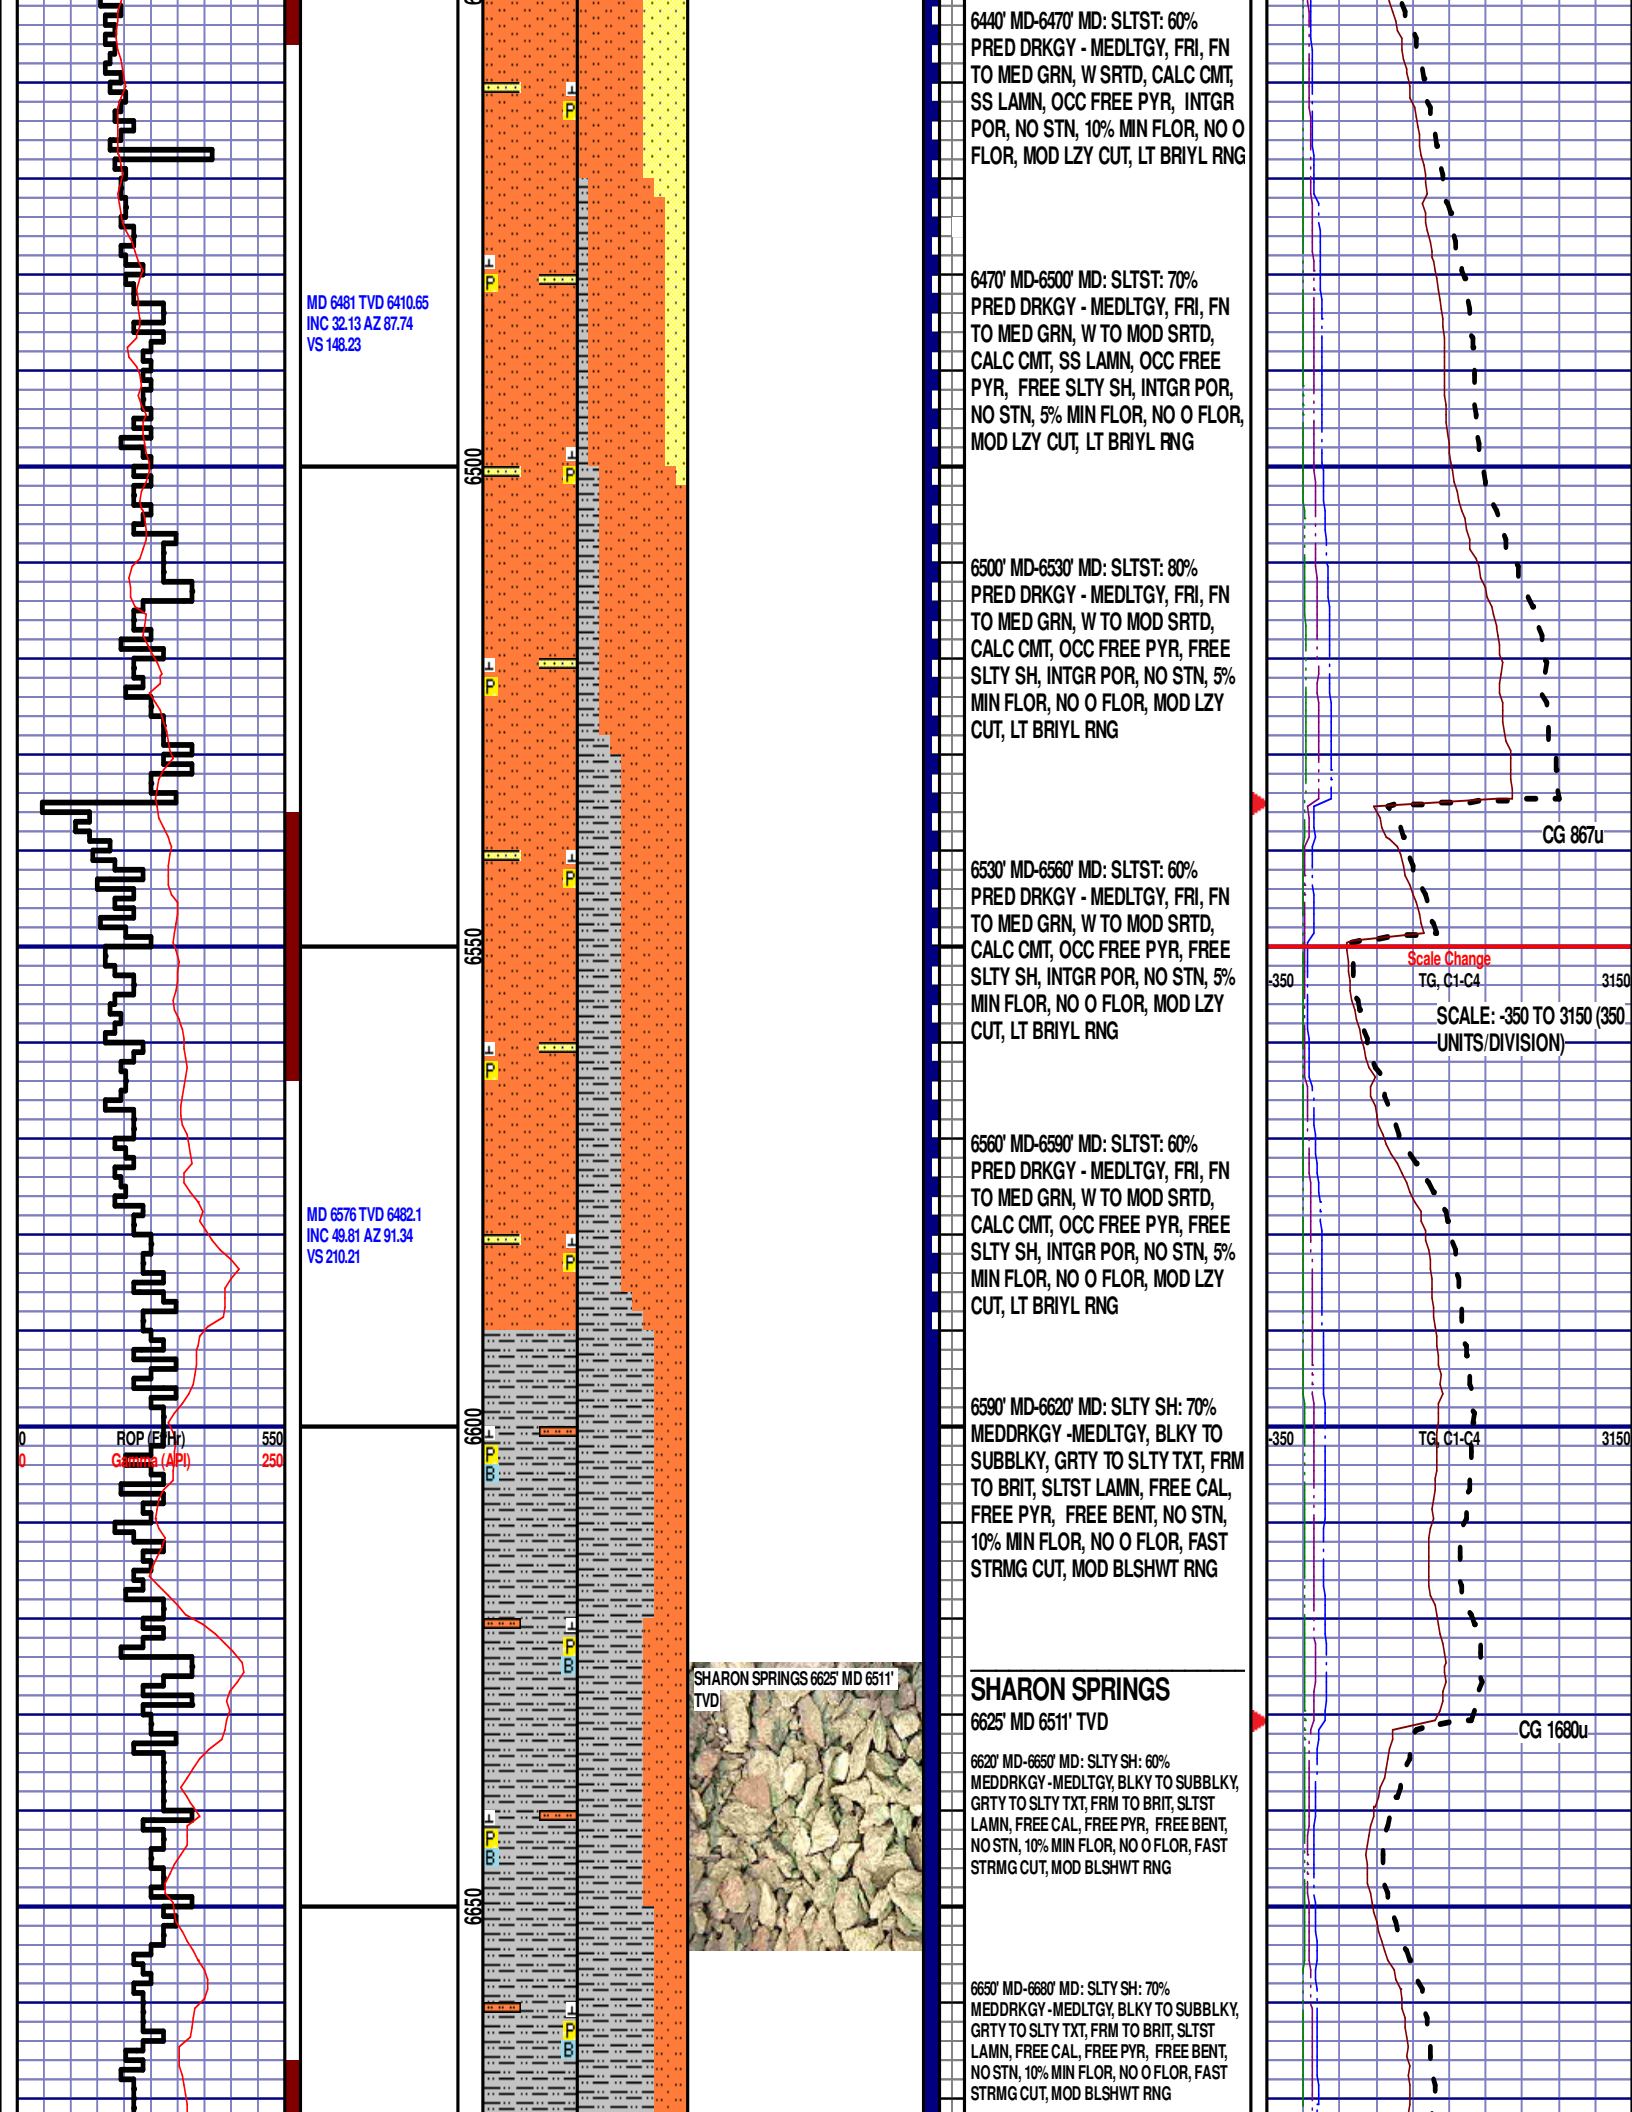 6440' MD-6470' MD: SLTST: 60%
PRED DRKGY - MEDLTGY, FRI, FN
TO MED GRN, W SRTD, CALC CMT,
SS LAMN, OCC FREE PYR, INTGR
POR, NO STN, 10% MIN FLOR, NO O
FLOR, MOD LZY CUT, LT BRIYL RNG
P
P
MD 6481 TVD 6410.65
INC 32.13 AZ 87.74
VS 148.23
6470' MD-6500' MD: SLTST: 70%
PRED DRKGY - MEDLTGY, FRI, FN
TO MED GRN, W TO MOD SRTD,
CALC CMT, SS LAMN, OCC FREE
PYR, FREE SLTY SH, INTGR POR,
NO STN, 5% MIN FLOR, NO O FLOR,
MOD LZY CUT, LT BRIYL RNG
6500
P
6500' MD-6530' MD: SLTST: 80%
PRED DRKGY - MEDLTGY, FRI, FN
TO MED GRN, W TO MOD SRTD,
CALC CMT, OCC FREE PYR, FREE
SLTY SH, INTGR POR, NO STN, 5%
MIN FLOR, NO O FLOR, MOD LZY
CUT, LT BRIYL RNG
P
CG 867u
P
6530' MD-6560' MD: SLTST: 60%
PRED DRKGY - MEDLTGY, FRI, FN
TO MED GRN, W TO MOD SRTD,
CALC CMT, OCC FREE PYR, FREE
SLTY SH, INTGR POR, NO STN, 5%
MIN FLOR, NO O FLOR, MOD LZY
CUT, LT BRIYL RNG
6550
Scale Change
-350 TG, C1-C4 3150
SCALE: -350 TO 3150 (350
UNITS/DIVISION)
P
6560' MD-6590' MD: SLTST: 60%
PRED DRKGY - MEDLTGY, FRI, FN
TO MED GRN, W TO MOD SRTD,
CALC CMT, OCC FREE PYR, FREE
SLTY SH, INTGR POR, NO STN, 5%
MIN FLOR, NO O FLOR, MOD LZY
CUT, LT BRIYL RNG
MD 6576 TVD 6482.1
INC 49.81 AZ 91.34
VS 210.21
P
6590' MD-6620' MD: SLTY SH: 70%
MEDDRKGY -MEDLTGY, BLKY TO
SUBBLKY, GRTY TO SLTY TXT, FRM
TO BRIT, SLTST LAMN, FREE CAL,
FREE PYR, FREE BENT, NO STN,
10% MIN FLOR, NO O FLOR, FAST
STRMG CUT, MOD BLSHWT RNG
6600
0 ROP (Ft/Hr) 550
0 Gamma (API) 250
-350 TG, C1-C4 3150
P
B
P
B
SHARON SPRINGS 6625' MD 6511'
TVD
SHARON SPRINGS
6625' MD 6511' TVD
CG 1680u
6620' MD-6650' MD: SLTY SH: 60%
MEDDRKGY -MEDLTGY, BLKY TO SUBBLKY,
GRTY TO SLTY TXT, FRM TO BRIT, SLTST
LAMN, FREE CAL, FREE PYR, FREE BENT,
NO STN, 10% MIN FLOR, NO O FLOR, FAST
STRMG CUT, MOD BLSHWT RNG
P
B
6650
6650' MD-6680' MD: SLTY SH: 70%
MEDDRKGY -MEDLTGY, BLKY TO SUBBLKY,
GRTY TO SLTY TXT, FRM TO BRIT, SLTST
LAMN, FREE CAL, FREE PYR, FREE BENT,
NO STN, 10% MIN FLOR, NO O FLOR, FAST
STRMG CUT, MOD BLSHWT RNG
P
B